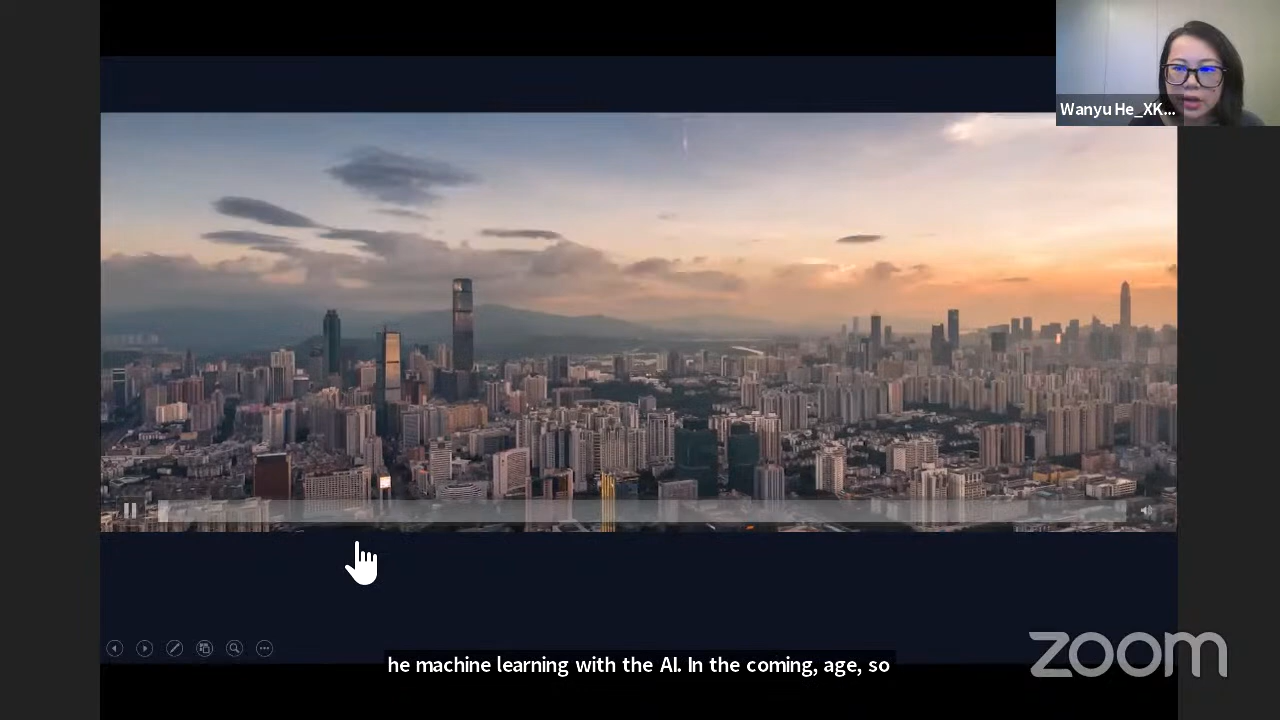 Wanyu He_XK...
zoom
he machine learning with the AI. In the coming, age, so